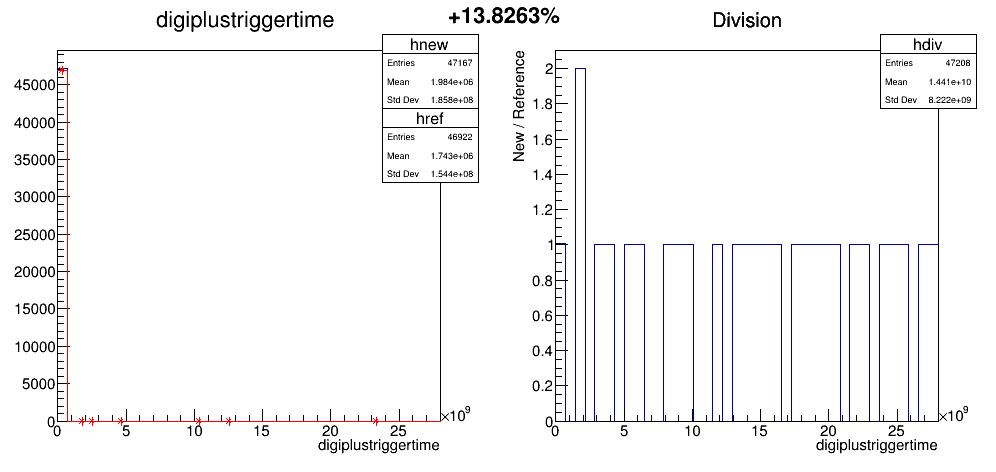 digiplustriggertime
+13.8263%
Division
hnew
Entries 47167
Mean 1.984e+06
Std Dev 1.858e+08
href
Entries 46922
Mean 1.743e+06
Std Dev 1.544e+08
45000
40000
35000
30000
25000
20000
15000
10000
5000
0
0 5 10 15 20 25
×10^9
digiplustriggertime
hdiv
Entries 47208
Mean 1.441e+10
Std Dev 8.222e+09
New / Reference
2
1.8
1.6
1.4
1.2
1
0.8
0.6
0.4
0.2
0
0 5 10 15 20 25
×10^9
digiplustriggertime